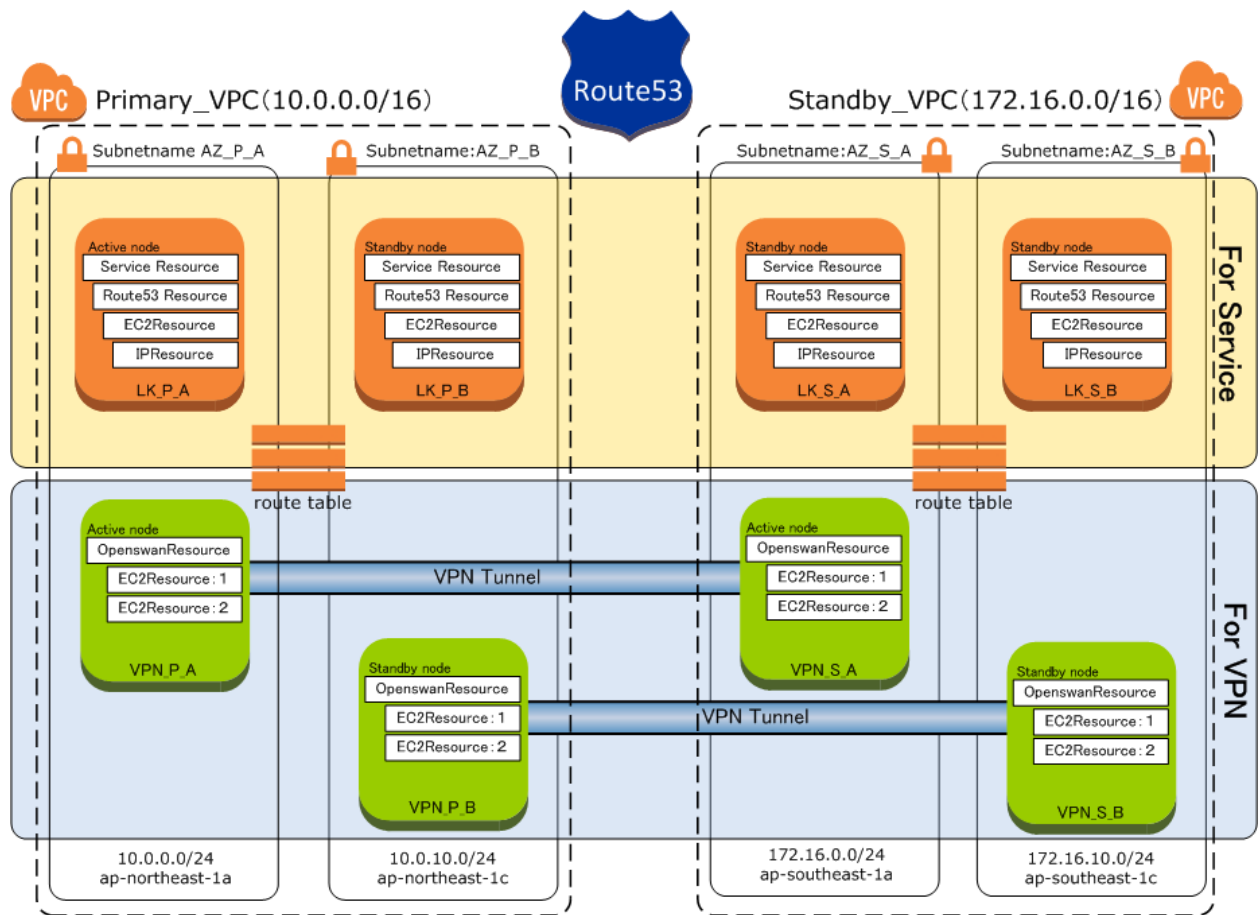 Route53
VPC
Primary_VPC(10.0.0.0/16)
Standby_VPC(172.16.0.0/16)
VPC
Subnetname AZ_P_A
Subnetname:AZ_P_B
Subnetname:AZ_S_A
Subnetname:AZ_S_B
Active node
Service Resource
Route53 Resource
EC2Resource
IPResource
LK_P_A
Standby node
Service Resource
Route53 Resource
EC2Resource
IPResource
LK_P_B
Standby node
Service Resource
Route53 Resource
EC2Resource
IPResource
LK_S_A
Standby node
Service Resource
Route53 Resource
EC2Resource
IPResource
LK_S_B
For Service
route table
route table
Active node
OpenswanResource
EC2Resource:1
EC2Resource:2
VPN_P_A
VPN Tunnel
Active node
OpenswanResource
EC2Resource:1
EC2Resource:2
VPN_S_A
Standby node
OpenswanResource
EC2Resource:1
EC2Resource:2
VPN_P_B
VPN Tunnel
Standby node
OpenswanResource
EC2Resource:1
EC2Resource:2
VPN_S_B
For VPN
10.0.0.0/24
ap-northeast-1a
10.0.10.0/24
ap-northeast-1c
172.16.0.0/24
ap-southeast-1a
172.16.10.0/24
ap-southeast-1c